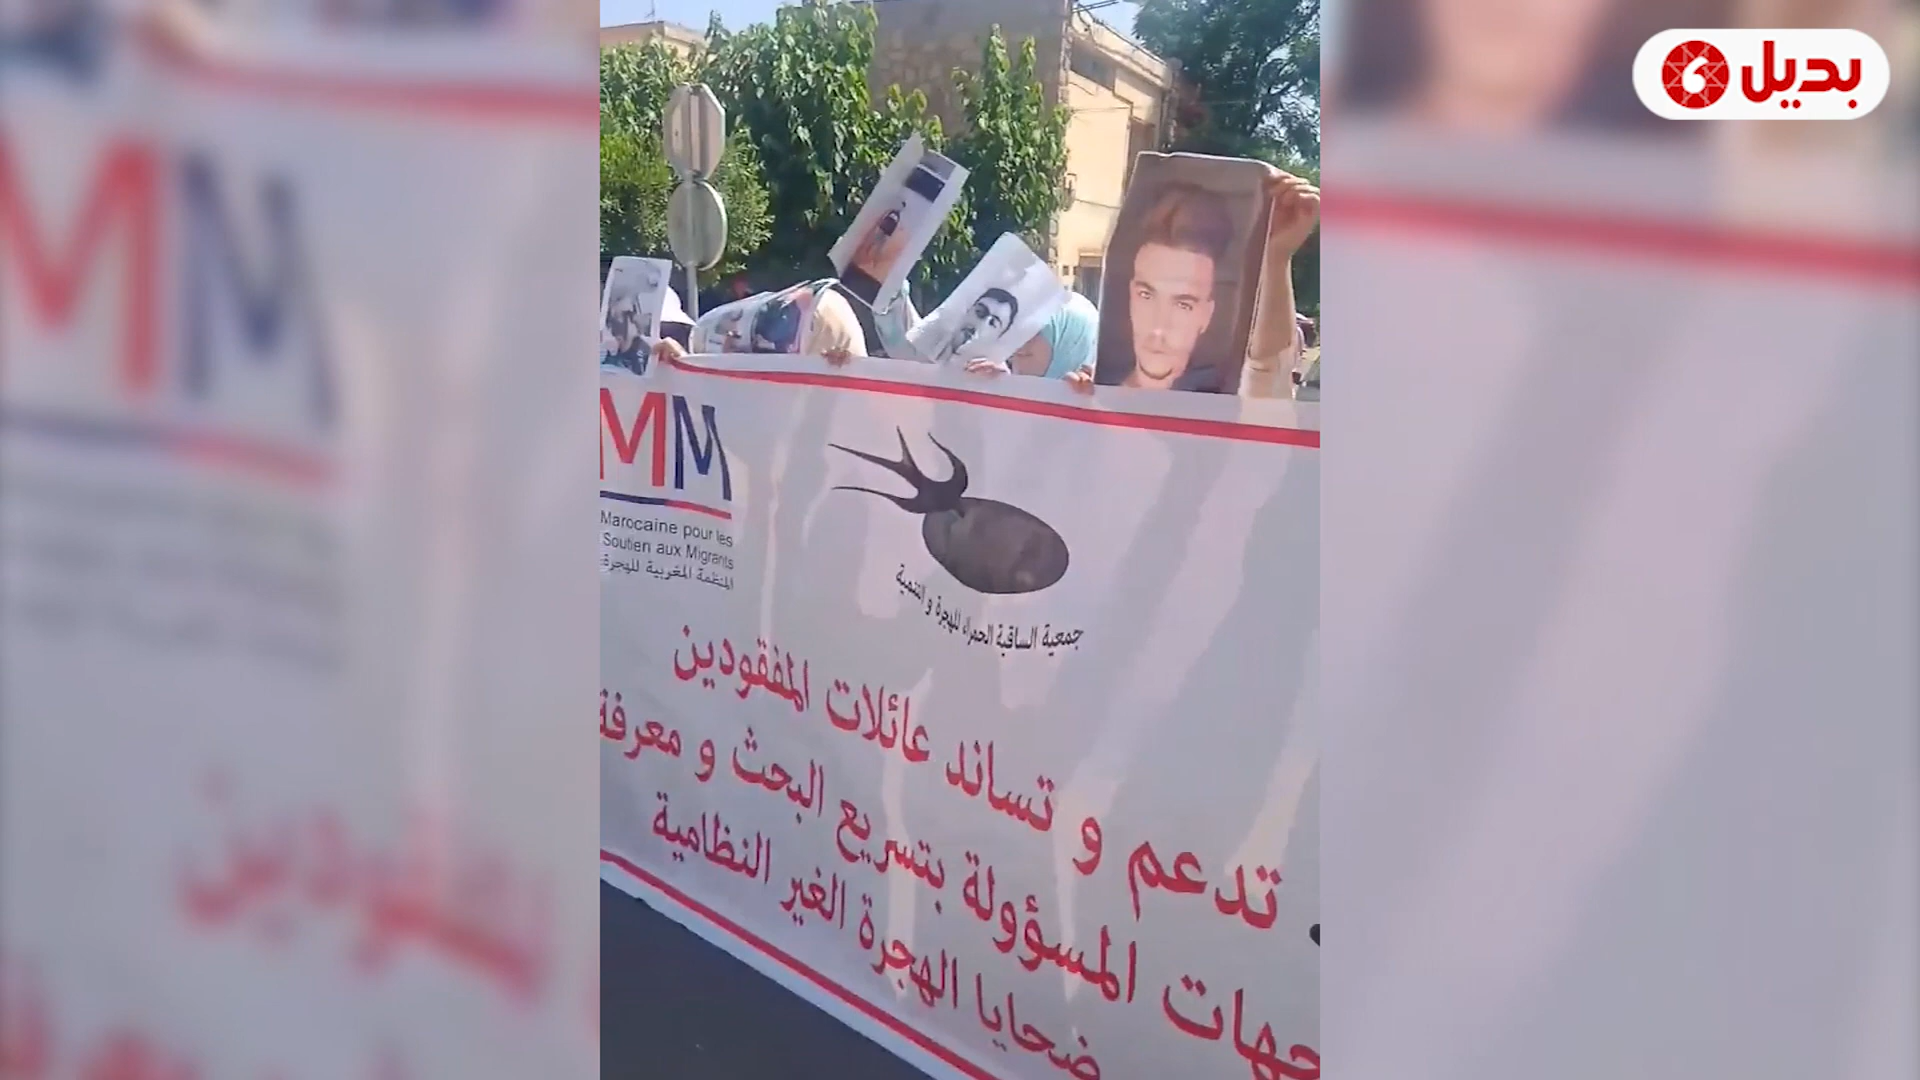 بديل
MM
Marocaine pour les
Soutien aux Migrants
المنظمة المغربية للهجرة
جمعية الساقية الحمراء للهجرة و التنمية
تدعم و تساند عائلات المفقودين
جهات المسؤولة بتسريع البحث و معرفة
ضحايا الهجرة الغير النظامية